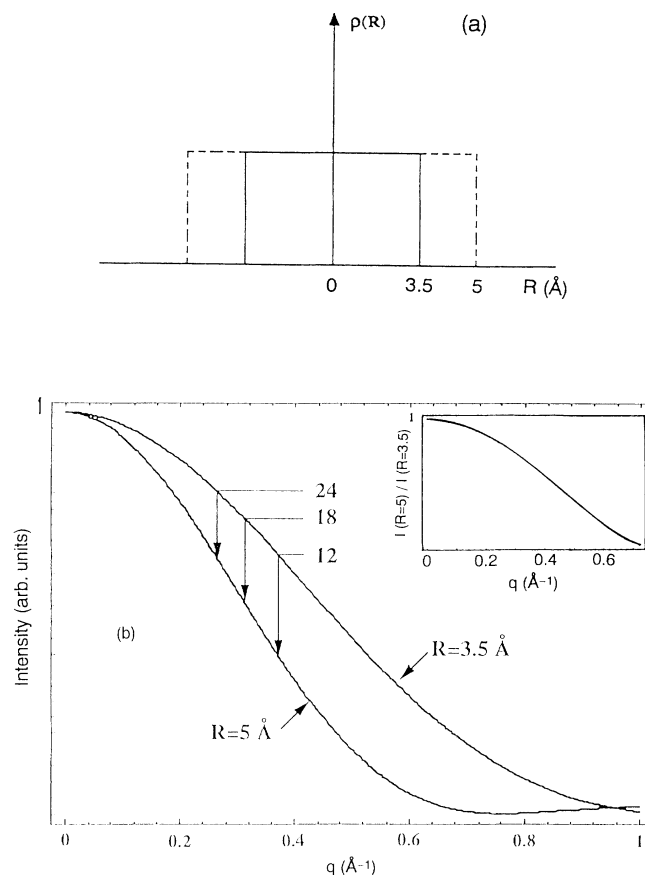 ρ(R)
(a)
0
3.5
5
R (Å)
1
24
18
12
(b)
R=3.5 Å
R=5 Å
Intensity (arb. units)
0
0.2
0.4
0.6
0.8
1
q (Å⁻¹)
1
I (R=5) / I (R=3.5)
0
0.2
0.4
0.6
q (Å⁻¹)